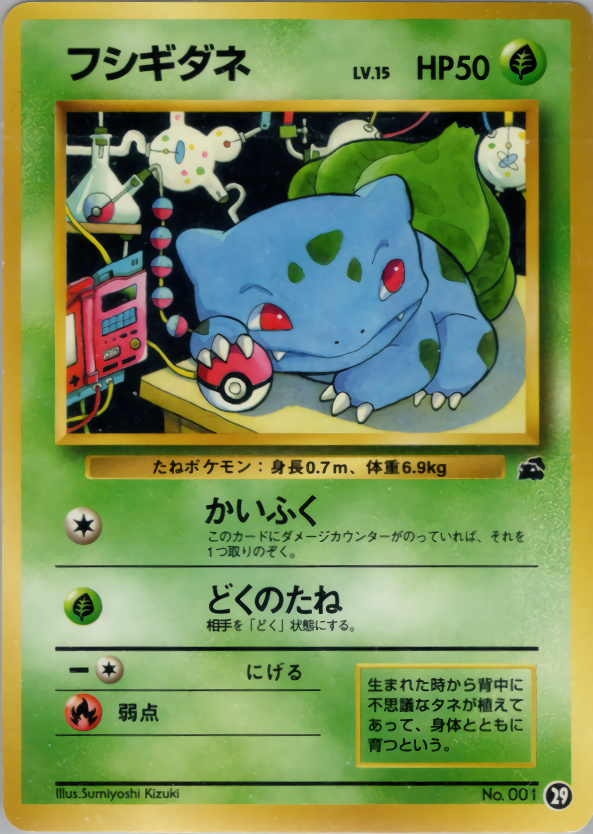 フシギダネ LV.15 HP50
たねポケモン：身長0.7m、体重6.9kg
かいふく
このカードにダメージカウンターがのっていれば、それを
1つ取りのぞく。
どくのたね
相手を「どく」状態にする。
ー にげる
弱点
生まれた時から背中に
不思議なタネが植えて
あって、身体とともに
育つという。
Illus.Sumiyoshi Kizuki No. 001 29